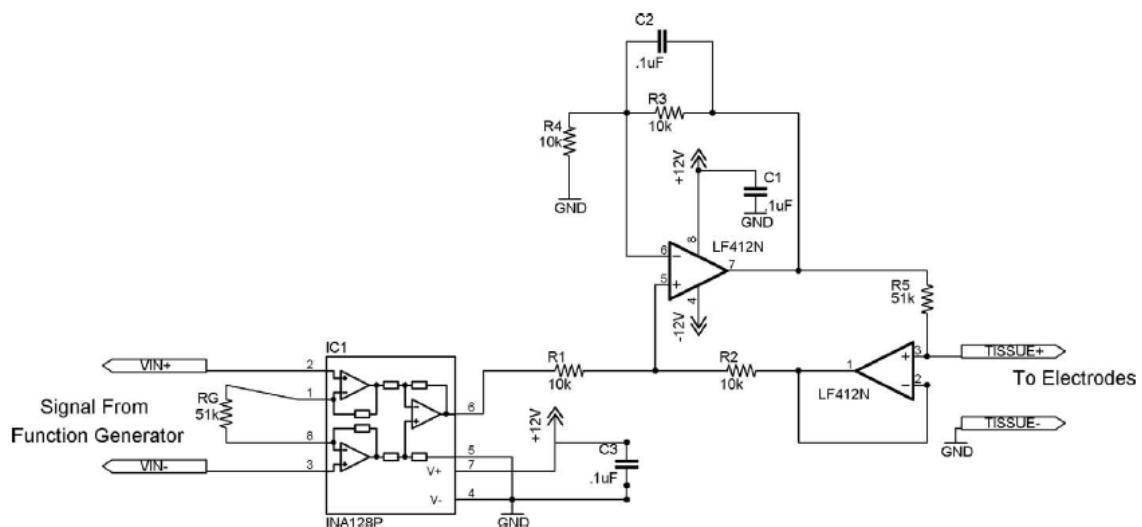 C2
.1uF
R3
10k
R4
10k
GND
+12V
C1
.1uF
GND
8
LF412N
6
5
7
4
-12V
R5
51k
IC1
VIN+
2
1
RG
51k
8
VIN-
3
Signal From
Function Generator
6
5
7
4
V+
V-
INA128P
R1
10k
R2
10k
+12V
C3
.1uF
GND
1
3
2
LF412N
TISSUE+
To Electrodes
TISSUE-
GND